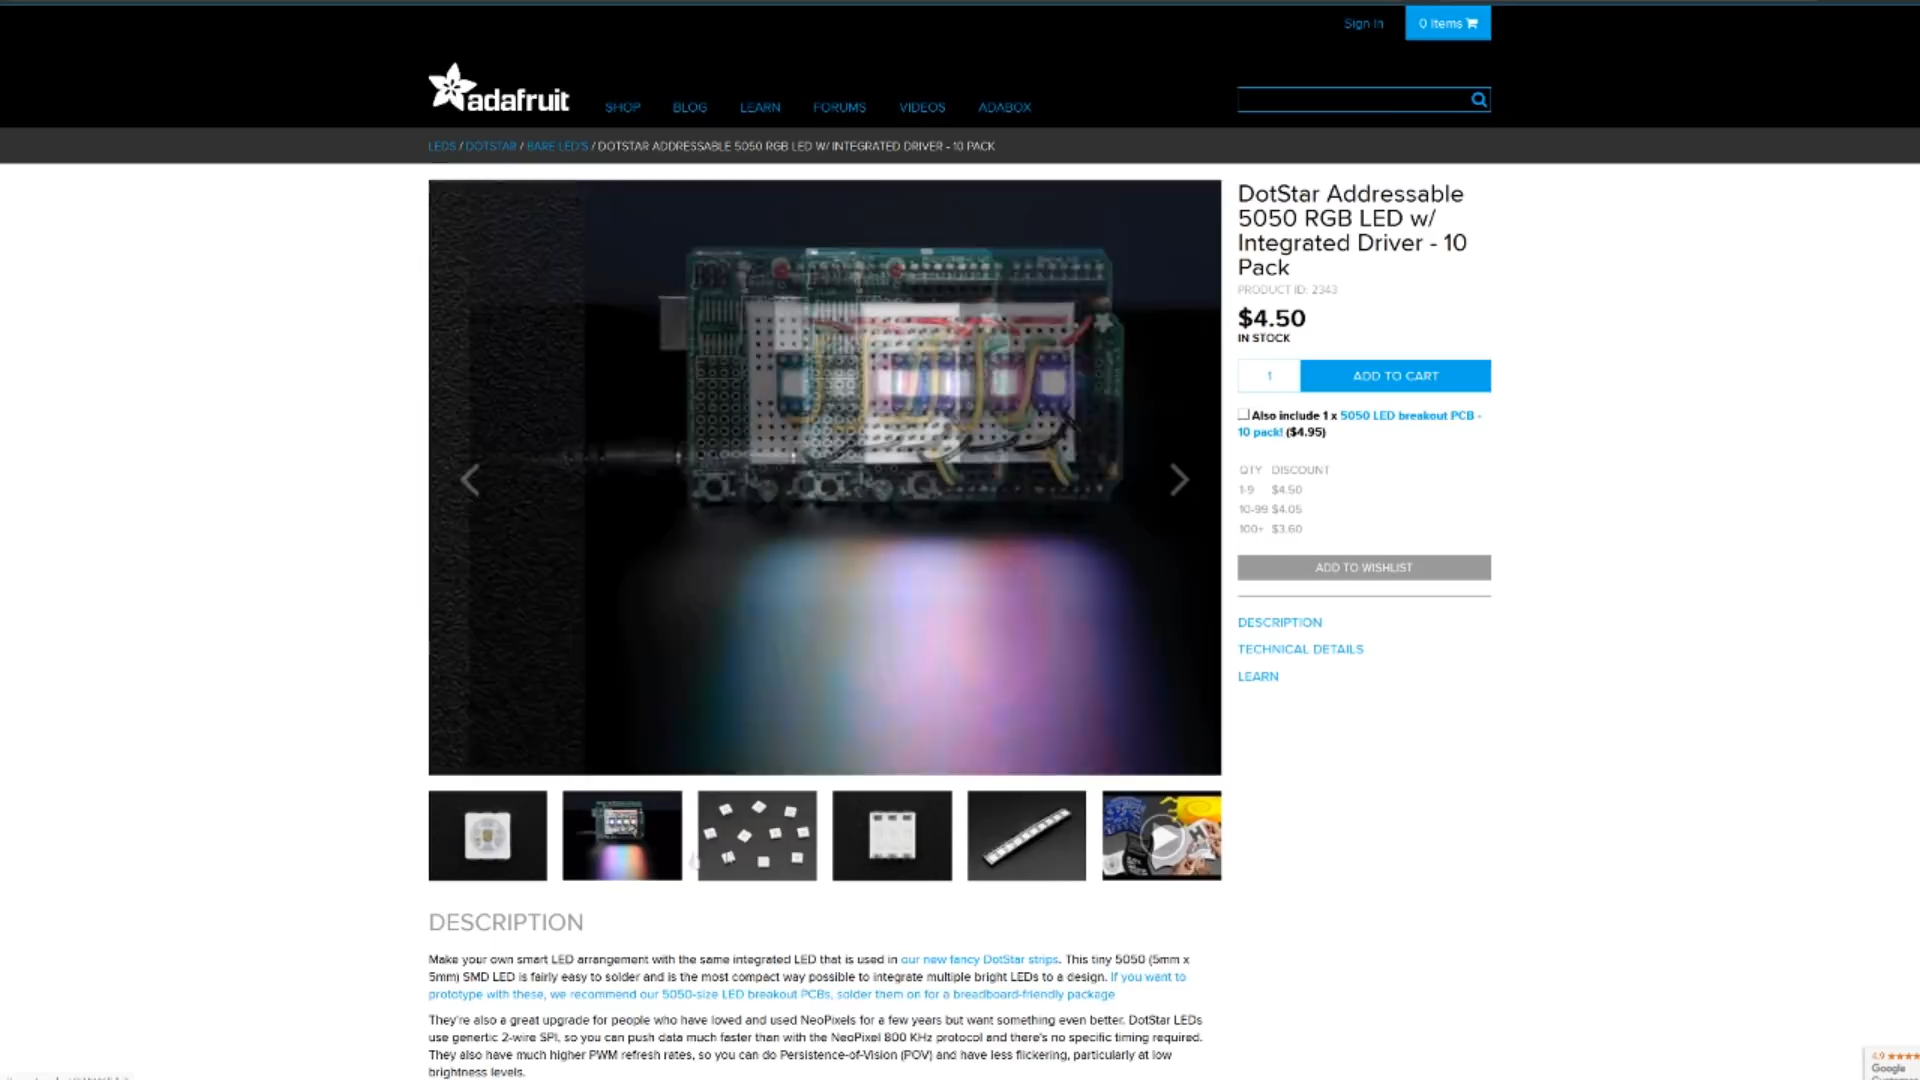 Sign In
0 Items
adafruit
SHOP BLOG LEARN FORUMS VIDEOS ADABOX
LEDS / DOTSTAR / BARE LED'S / DOTSTAR ADDRESSABLE 5050 RGB LED W/ INTEGRATED DRIVER - 10 PACK
DotStar Addressable
5050 RGB LED w/
Integrated Driver - 10
Pack
PRODUCT ID: 2343
$4.50
IN STOCK
1 ADD TO CART
Also include 1 x 5050 LED breakout PCB -
10 pack! ($4.95)
QTY DISCOUNT
1-9 $4.50
10-99 $4.05
100+ $3.60
ADD TO WISHLIST
DESCRIPTION
TECHNICAL DETAILS
LEARN
DESCRIPTION
Make your own smart LED arrangement with the same integrated LED that is used in our new fancy DotStar strips. This tiny 5050 (5mm x
5mm) SMD LED is fairly easy to solder and is the most compact way possible to integrate multiple bright LEDs to a design. If you want to
prototype with these, we recommend our 5050-size LED breakout PCBs, solder them on for a breadboard-friendly package
They're also a great upgrade for people who have loved and used NeoPixels for a few years but want something even better. DotStar LEDs
use genertic 2-wire SPI, so you can push data much faster than with the NeoPixel 800 KHz protocol and there's no specific timing required.
They also have much higher PWM refresh rates, so you can do Persistence-of-Vision (POV) and have less flickering, particularly at low
brightness levels.
4.9
Google